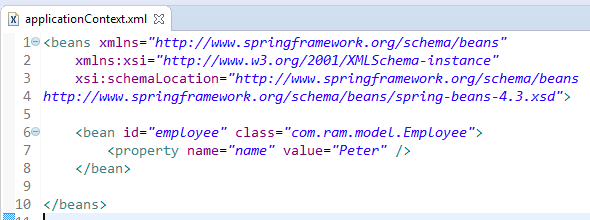 applicationContext.xml
1 <beans xmlns="http://www.springframework.org/schema/beans"
2     xmlns:xsi="http://www.w3.org/2001/XMLSchema-instance"
3     xsi:schemaLocation="http://www.springframework.org/schema/beans
4 http://www.springframework.org/schema/beans/spring-beans-4.3.xsd">
5
6     <bean id="employee" class="com.ram.model.Employee">
7         <property name="name" value="Peter" />
8     </bean>
9
10 </beans>
11